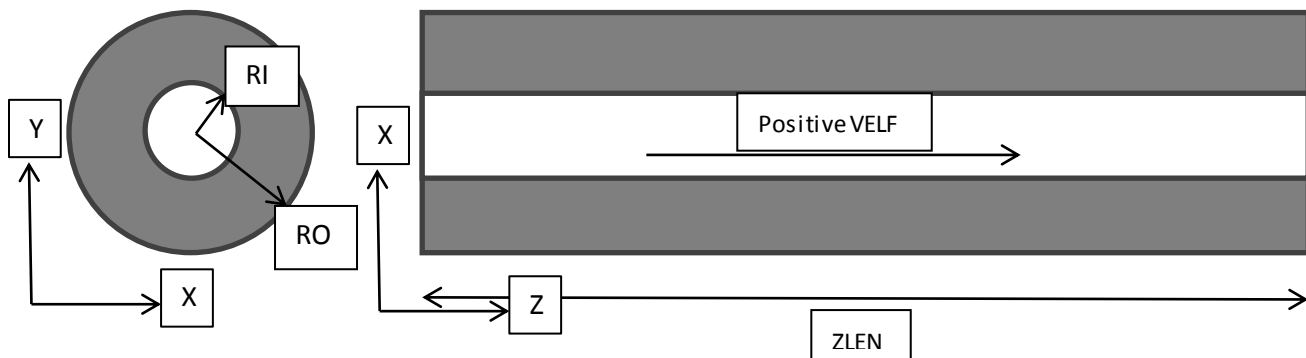 RI
Y
X
Positive VELF
RO
X
Z
ZLEN